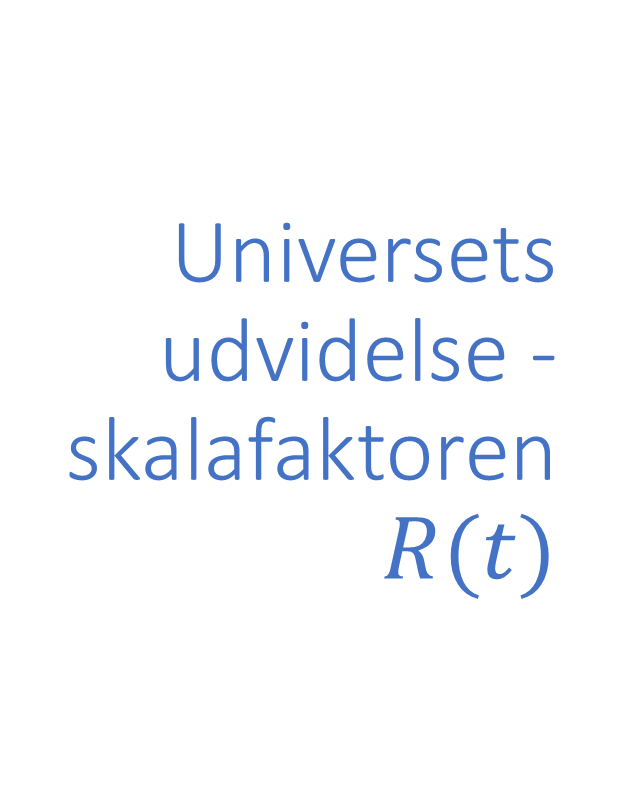 Universets
udvidelse -
skalafaktoren
R(t)